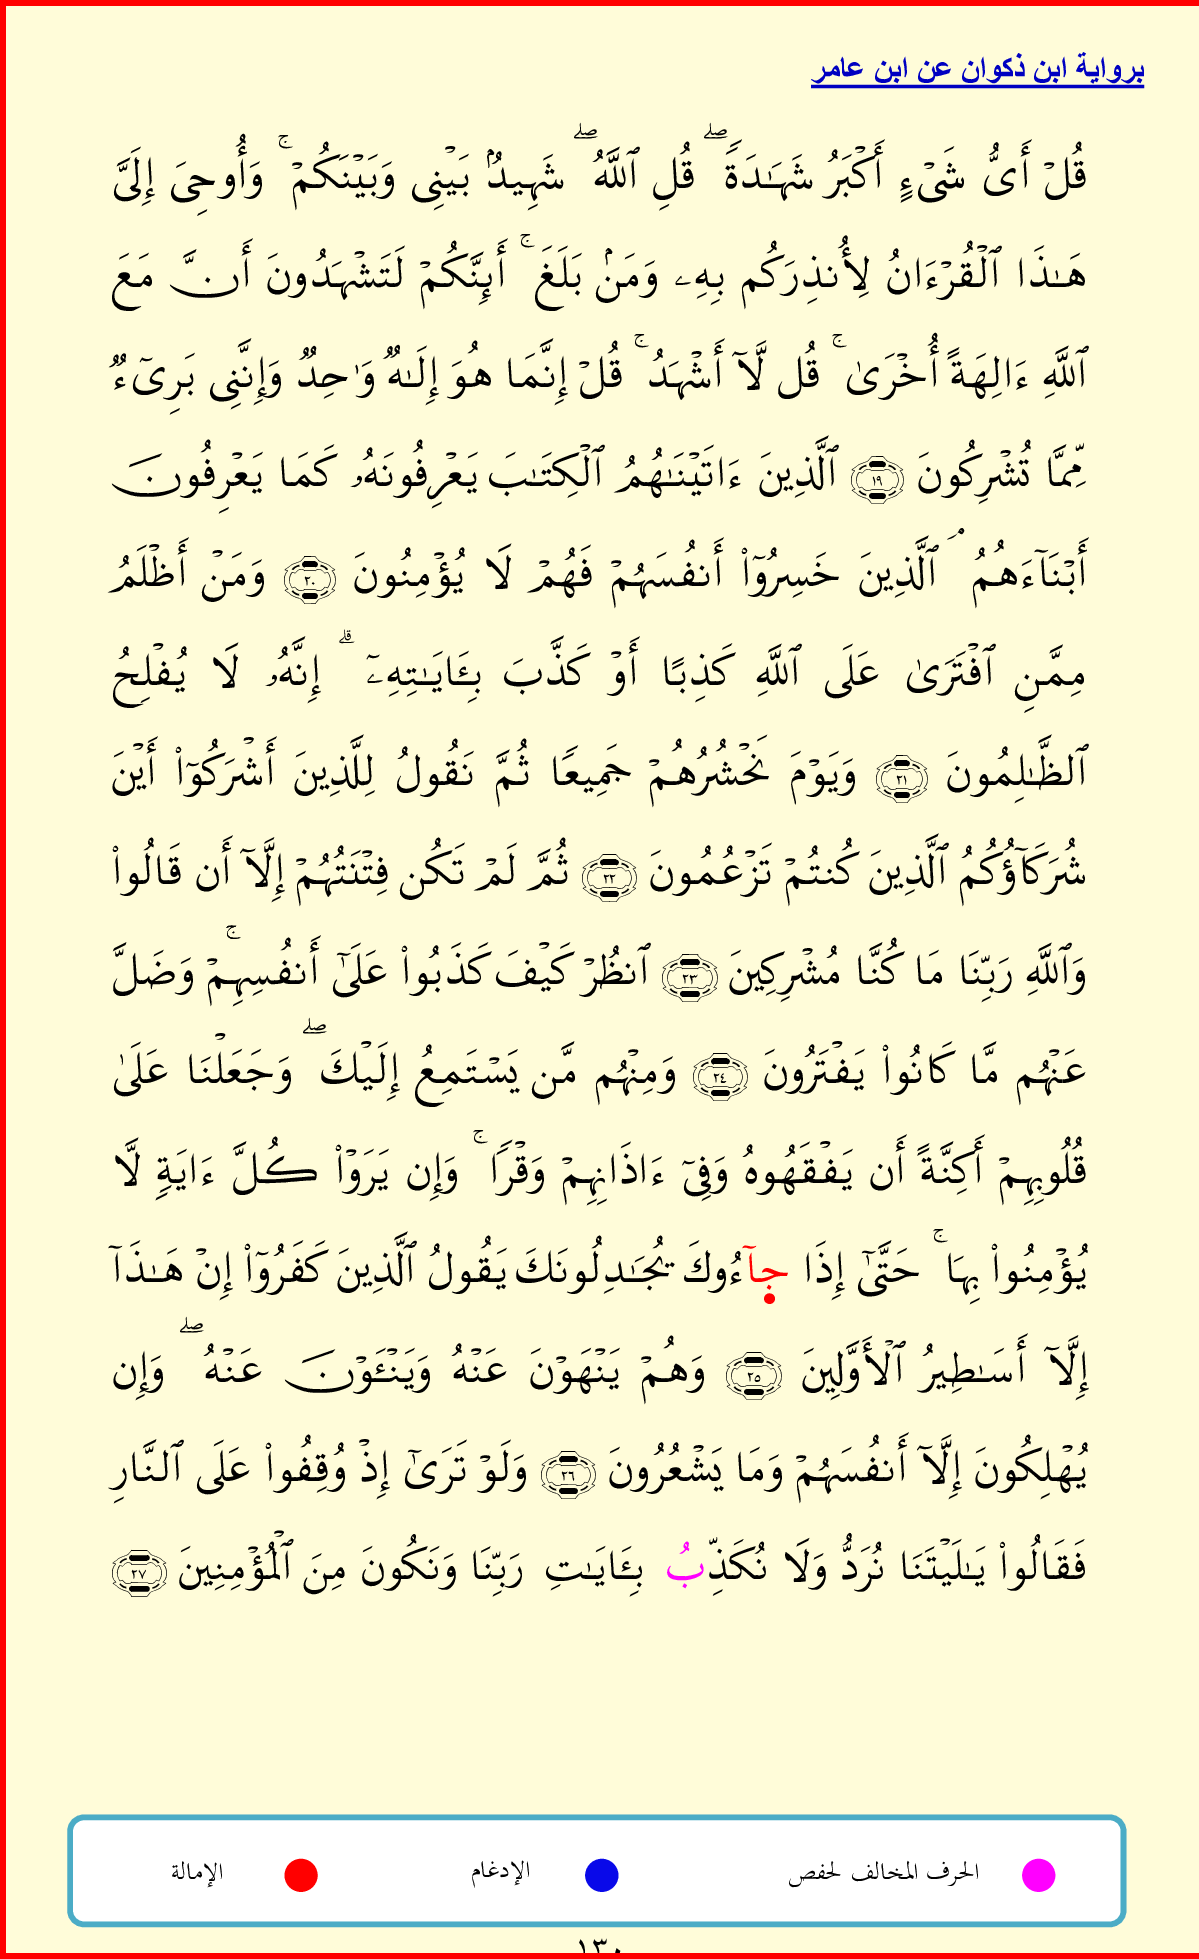 برواية ابن ذكوان عن ابن عامر
قُلۡ أَىُّ شَىۡءٍ أَكۡبَرُ شَهَـٰدَةًۖ قُلِ ٱللَّهُۖ شَهِيدُۢ بَيۡنِى وَبَيۡنَكُمۡۚ وَأُوحِىَ إِلَىَّ
هَـٰذَا ٱلۡقُرۡءَانُ لِأُنذِرَكُم بِهِۦ وَمَنۢ بَلَغَۚ أَئِنَّكُمۡ لَتَشۡهَدُونَ أَنَّ مَعَ
ٱللَّهِ ءَالِهَةً أُخۡرَىٰۚ قُل لَّآ أَشۡهَدُۚ قُلۡ إِنَّمَا هُوَ إِلَـٰهٌ وَٰحِدٌ وَإِنَّنِى بَرِىٓءٌ
مِّمَّا تُشۡرِكُونَ ١٩ ٱلَّذِينَ ءَاتَيۡنَـٰهُمُ ٱلۡكِتَـٰبَ يَعۡرِفُونَهُۥ كَمَا يَعۡرِفُونَ
أَبۡنَآءَهُمُۘ ٱلَّذِينَ خَسِرُوٓاْ أَنفُسَهُمۡ فَهُمۡ لَا يُؤۡمِنُونَ ٢٠ وَمَنۡ أَظۡلَمُ
مِمَّنِ ٱفۡتَرَىٰ عَلَى ٱللَّهِ كَذِبًا أَوۡ كَذَّبَ بِـَٔايَـٰتِهِۦٓۗ إِنَّهُۥ لَا يُفۡلِحُ
ٱلظَّـٰلِمُونَ ٢١ وَيَوۡمَ نَحۡشُرُهُمۡ جَمِيعًا ثُمَّ نَقُولُ لِلَّذِينَ أَشۡرَكُوٓاْ أَيۡنَ
شُرَكَآؤُكُمُ ٱلَّذِينَ كُنتُمۡ تَزۡعُمُونَ ٢٢ ثُمَّ لَمۡ تَكُن فِتۡنَتُهُمۡ إِلَّآ أَن قَالُواْ
وَٱللَّهِ رَبِّنَا مَا كُنَّا مُشۡرِكِينَ ٢٣ ٱنظُرۡ كَيۡفَ كَذَبُواْ عَلَىٰٓ أَنفُسِهِمۡۚ وَضَلَّ
عَنۡهُم مَّا كَانُواْ يَفۡتَرُونَ ٢٤ وَمِنۡهُم مَّن يَسۡتَمِعُ إِلَيۡكَۖ وَجَعَلۡنَا عَلَىٰ
قُلُوبِهِمۡ أَكِنَّةً أَن يَفۡقَهُوهُ وَفِىٓ ءَاذَانِهِمۡ وَقۡرًاۚ وَإِن يَرَوۡاْ كُلَّ ءَايَةٍ لَّا
يُؤۡمِنُواْ بِهَاۚ حَتَّىٰٓ إِذَا جآءُوكَ يُجَـٰدِلُونَكَ يَقُولُ ٱلَّذِينَ كَفَرُوٓاْ إِنۡ هَـٰذَآ
إِلَّآ أَسَـٰطِيرُ ٱلۡأَوَّلِينَ ٢٥ وَهُمۡ يَنۡهَوۡنَ عَنۡهُ وَيَنۡـَٔوۡنَ عَنۡهُۖ وَإِن
يُهۡلِكُونَ إِلَّآ أَنفُسَهُمۡ وَمَا يَشۡعُرُونَ ٢٦ وَلَوۡ تَرَىٰٓ إِذۡ وُقِفُواْ عَلَى ٱلنَّارِ
فَقَالُواْ يَـٰلَيۡتَنَا نُرَدُّ وَلَا نُكَذِّبُ بِـَٔايَـٰتِ رَبِّنَا وَنَكُونَ مِنَ ٱلۡمُؤۡمِنِينَ ٢٧
الحرف المخالف لحفص الإدغام الإمالة
١٣٠